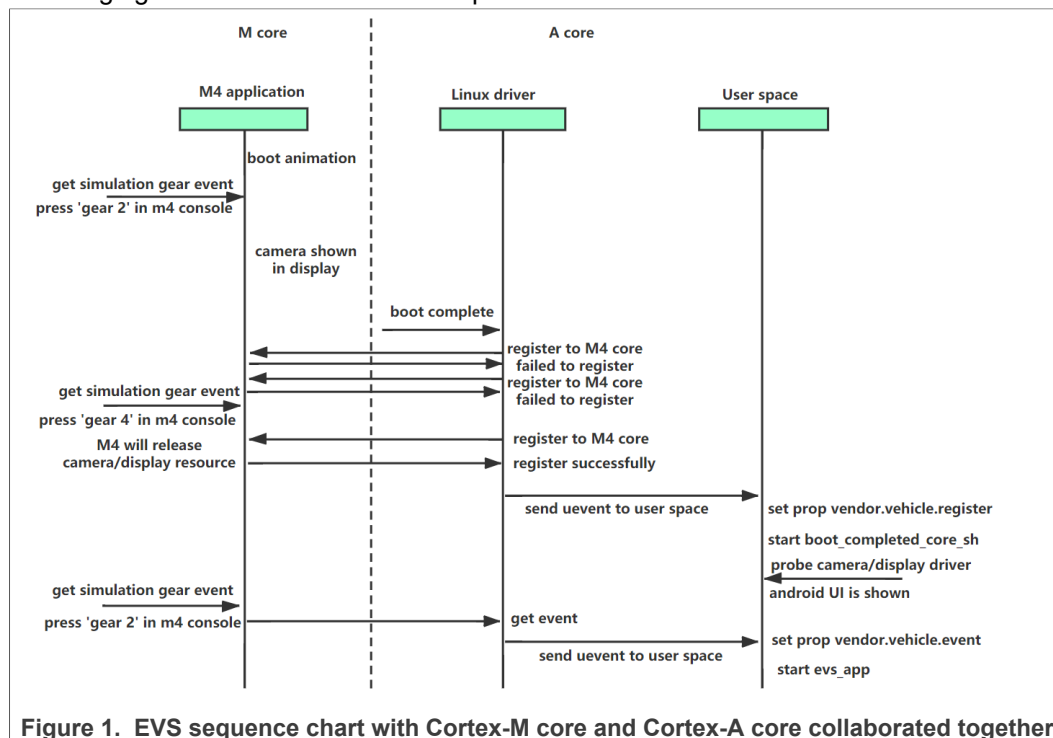 M core
A core
M4 application
Linux driver
User space
boot animation
get simulation gear event
press 'gear 2' in m4 console
camera shown
in display
boot complete
register to M4 core
failed to register
register to M4 core
failed to register
get simulation gear event
press 'gear 4' in m4 console
M4 will release
camera/display resource
register to M4 core
register successfully
send uevent to user space
set prop vendor.vehicle.register
start boot_completed_core_sh
probe camera/display driver
android UI is shown
get simulation gear event
press 'gear 2' in m4 console
get event
send uevent to user space
set prop vendor.vehicle.event
start evs_app
Figure 1. EVS sequence chart with Cortex-M core and Cortex-A core collaborated together